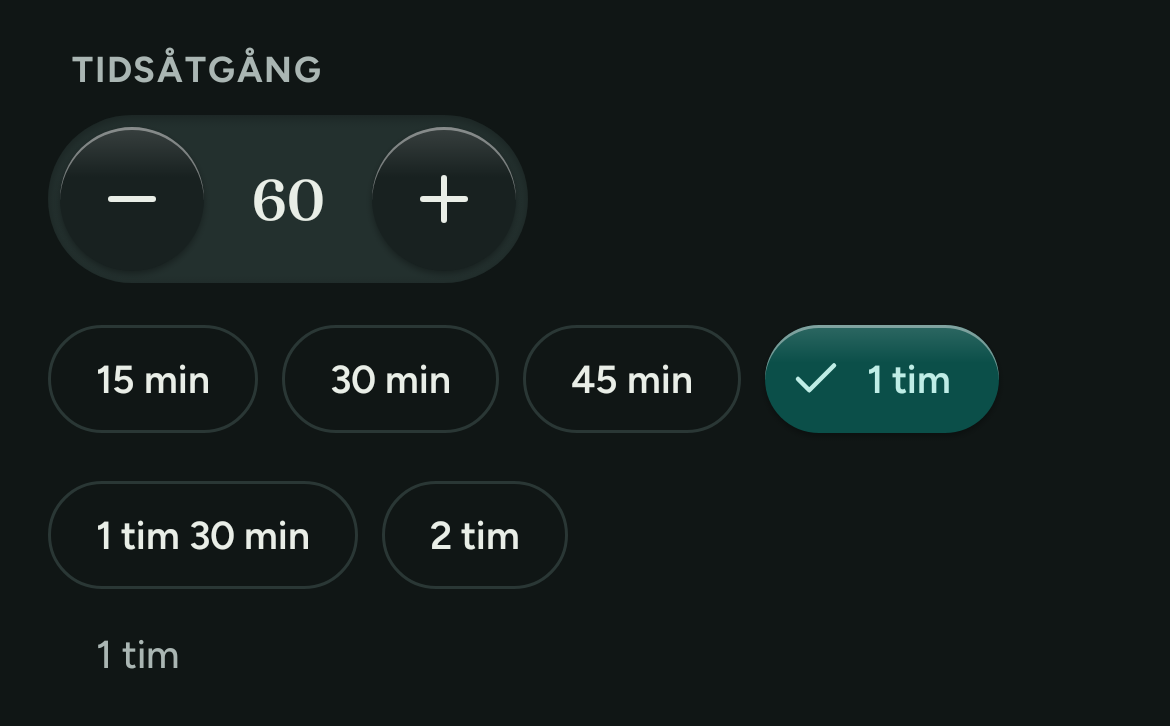 TIDSÅTGÅNG
60
15 min
30 min
45 min
1 tim
1 tim 30 min
2 tim
1 tim